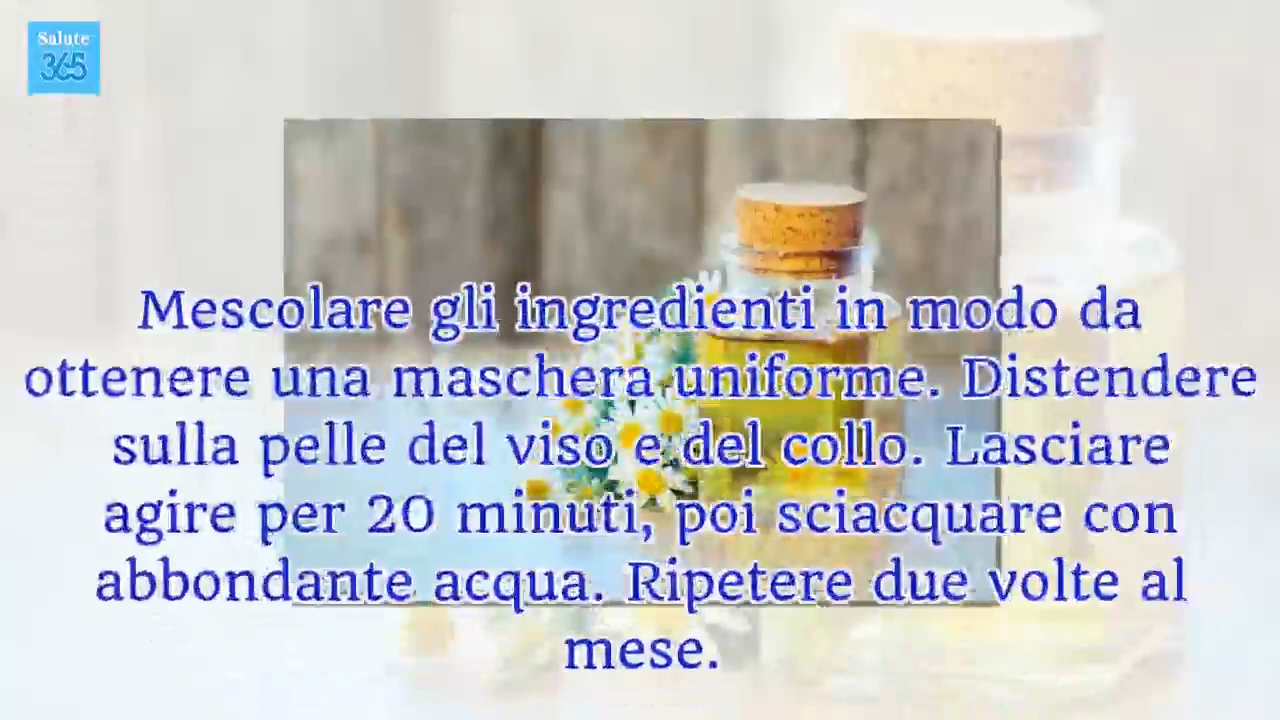 Salute
365
Mescolare gli ingredienti in modo da
ottenere una maschera uniforme. Distendere
sulla pelle del viso e del collo. Lasciare
agire per 20 minuti, poi sciacquare con
abbondante acqua. Ripetere due volte al
mese.